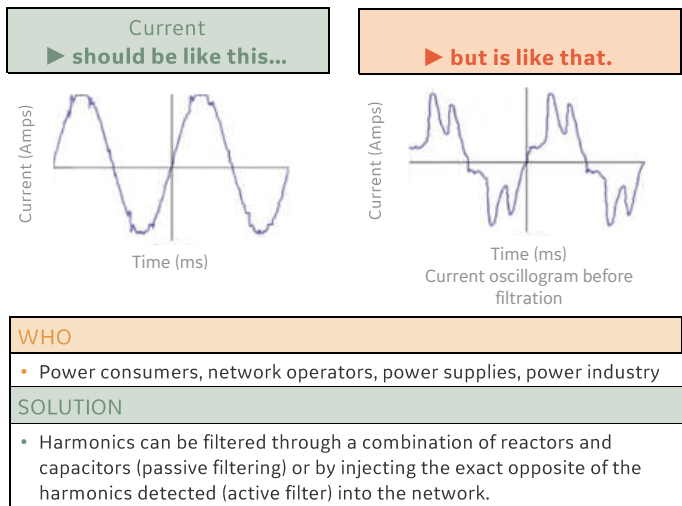 Current
▶ should be like this...
▶ but is like that.
Current (Amps)
Time (ms)
Current (Amps)
Time (ms)
Current oscillogram before
filtration
WHO
• Power consumers, network operators, power supplies, power industry
SOLUTION
• Harmonics can be filtered through a combination of reactors and
capacitors (passive filtering) or by injecting the exact opposite of the
harmonics detected (active filter) into the network.